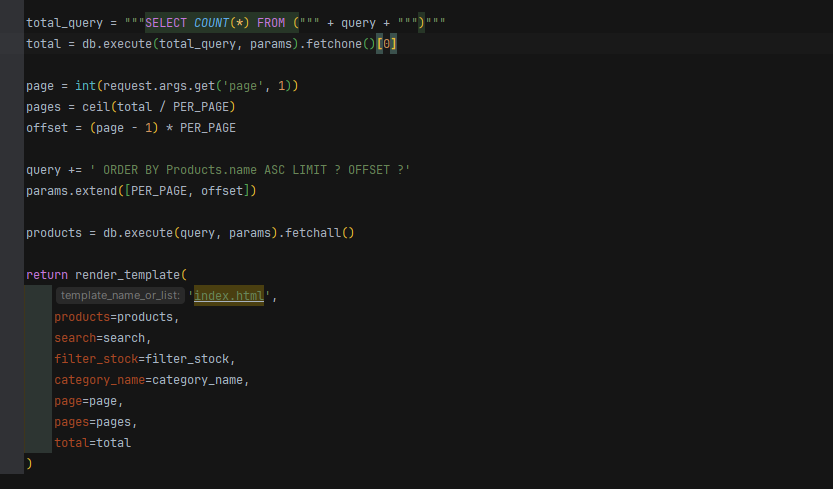 total_query = """SELECT COUNT(*) FROM (""" + query + """)"""
total = db.execute(total_query, params).fetchone()[0]
page = int(request.args.get('page', 1))
pages = ceil(total / PER_PAGE)
offset = (page - 1) * PER_PAGE
query += ' ORDER BY Products.name ASC LIMIT ? OFFSET ?'
params.extend([PER_PAGE, offset])
products = db.execute(query, params).fetchall()
return render_template(
template_name_or_list: 'index.html',
products=products,
search=search,
filter_stock=filter_stock,
category_name=category_name,
page=page,
pages=pages,
total=total
)